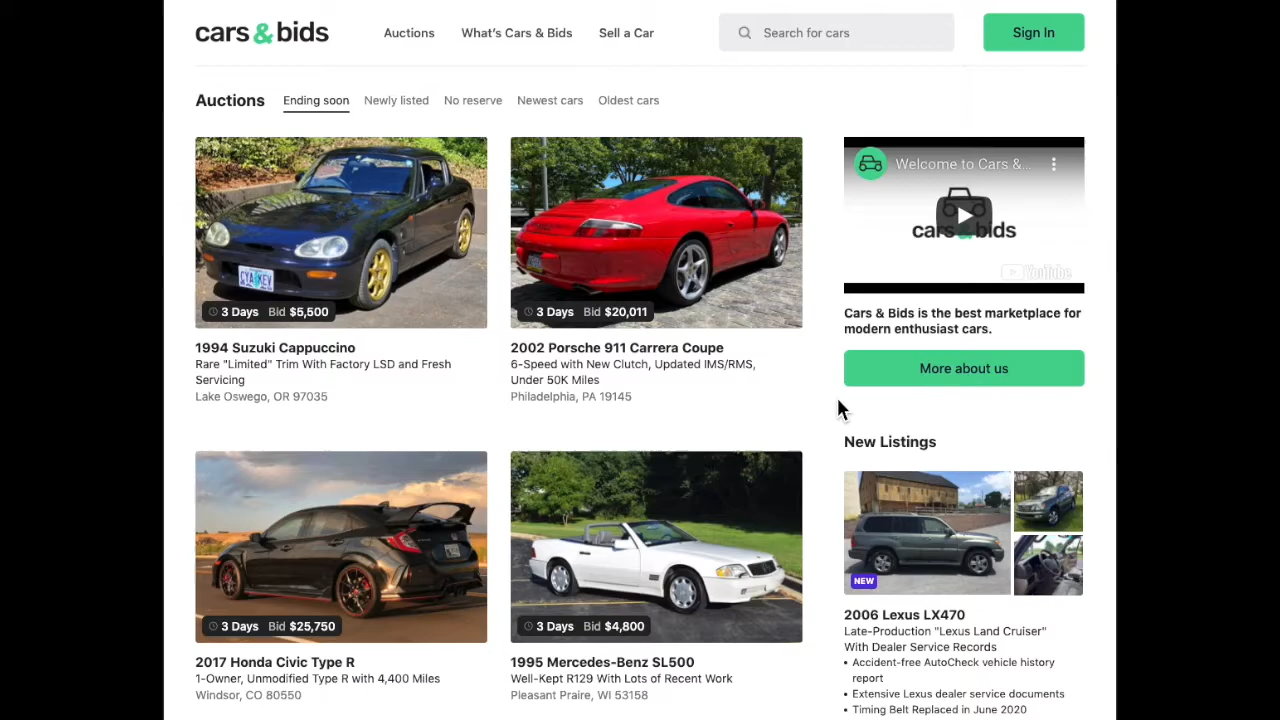 cars & bids
Auctions
What's Cars & Bids
Sell a Car
Search for cars
Sign In
Auctions
Ending soon
Newly listed
No reserve
Newest cars
Oldest cars
CYA KEV
3 Days Bid $5,500
1994 Suzuki Cappuccino
Rare "Limited" Trim With Factory LSD and Fresh
Servicing
Lake Oswego, OR 97035
3 Days Bid $20,011
2002 Porsche 911 Carrera Coupe
6-Speed with New Clutch, Updated IMS/RMS,
Under 50K Miles
Philadelphia, PA 19145
Welcome to Cars &...
cars & bids
YouTube
Cars & Bids is the best marketplace for
modern enthusiast cars.
More about us
3 Days Bid $25,750
2017 Honda Civic Type R
1-Owner, Unmodified Type R with 4,400 Miles
Windsor, CO 80550
3 Days Bid $4,800
1995 Mercedes-Benz SL500
Well-Kept R129 With Lots of Recent Work
Pleasant Praire, WI 53158
New Listings
NEW
2006 Lexus LX470
Late-Production "Lexus Land Cruiser"
With Dealer Service Records
• Accident-free AutoCheck vehicle history
report
• Extensive Lexus dealer service documents
• Timing Belt Replaced in June 2020